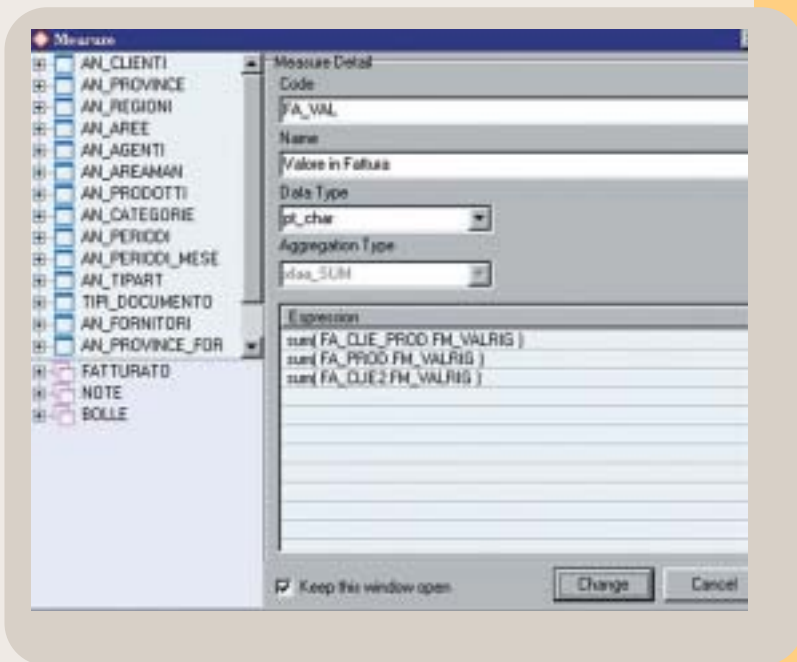 Measure
AN_CLIENTI
AN_PROVINCE
AN_REGIONI
AN_AREE
AN_AGENTI
AN_AREAMAN
AN_PRODOTTI
AN_CATEGORIE
AN_PERIODI
AN_PERIODI_MESE
AN_TIPART
TIPI_DOCUMENTO
AN_FORNITORI
AN_PROVINCE_FOR
FATTURATO
NOTE
BOLLE
Measure Detail
Code
FA_VAL
Name
Valore in Fattura
Data Type
pt_char
Aggregation Type
Expression
sum( FA_CLIE_PROD.FM_VALRIG )
sum( FA_PROD.FM_VALRIG )
sum( FA_CLIE2.FM_VALRIG )
Keep this window open
Change
Cancel